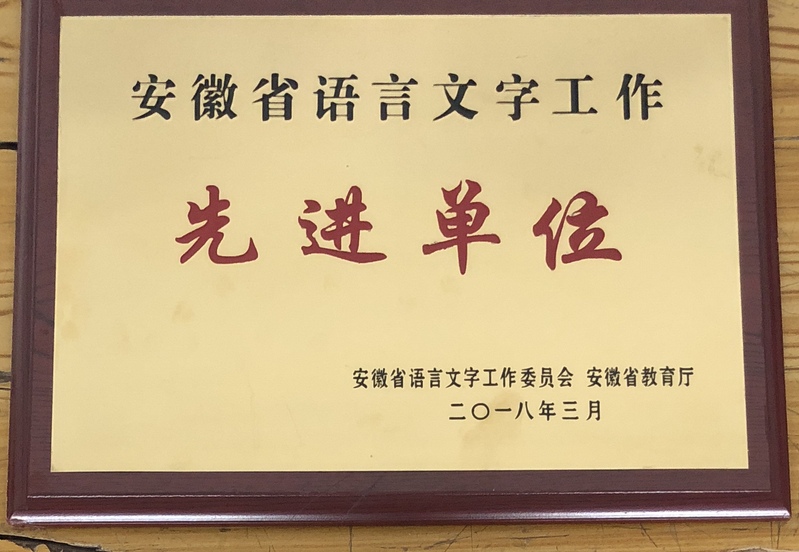 安徽省语言文字工作
先进单位
安徽省语言文字工作委员会 安徽省教育厅
二〇一八年三月